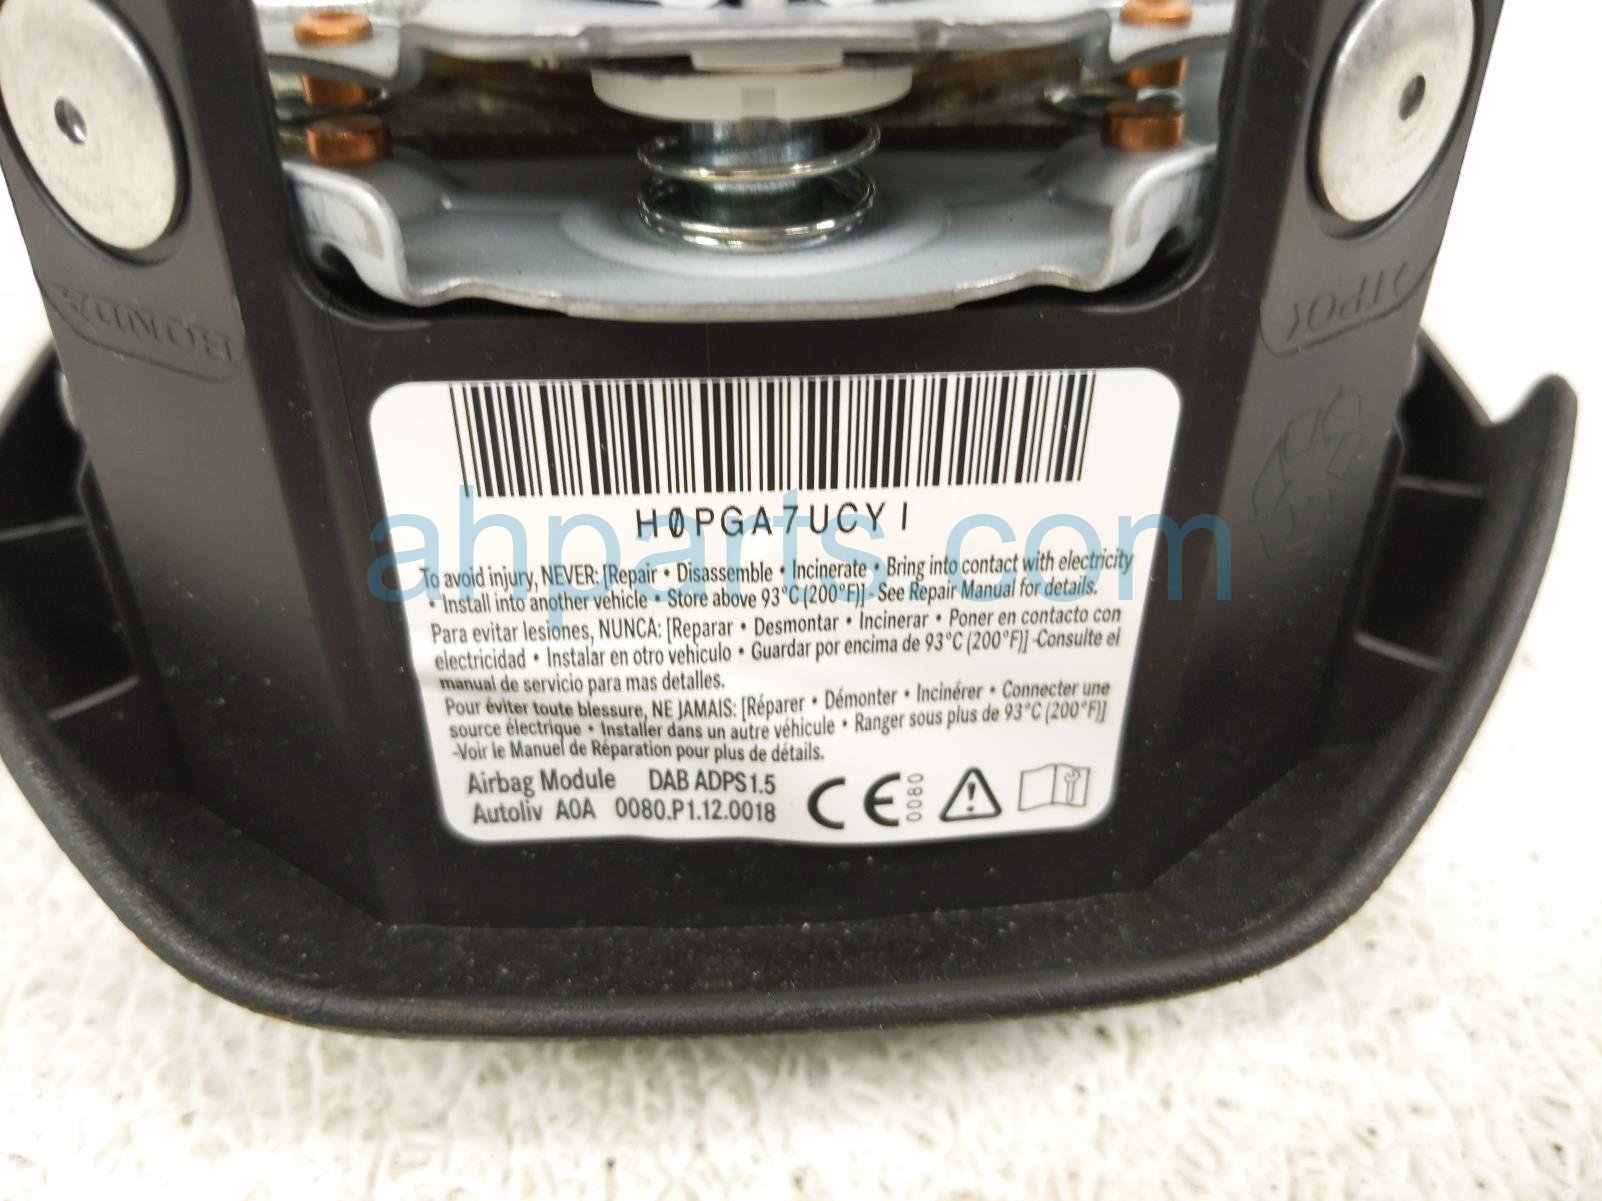 HONDA
TPO
H0PGA7UCYI
To avoid injury, NEVER: [Repair • Disassemble • Incinerate • Bring into contact with electricity
• Install into another vehicle • Store above 93°C (200°F)] - See Repair Manual for details.
Para evitar lesiones, NUNCA: [Reparar • Desmontar • Incinerar • Poner en contacto con
electricidad • Instalar en otro vehiculo • Guardar por encima de 93°C (200°F)] -Consulte el
manual de servicio para mas detalles.
Pour éviter toute blessure, NE JAMAIS: [Réparer • Démonter • Incinérer • Connecter une
source électrique • Installer dans un autre véhicule • Ranger sous plus de 93°C (200°F)]
-Voir le Manuel de Réparation pour plus de détails.
Airbag Module DAB ADPS1.5
Autoliv A0A 0080.P1.12.0018
CE 0080
ahparts.com